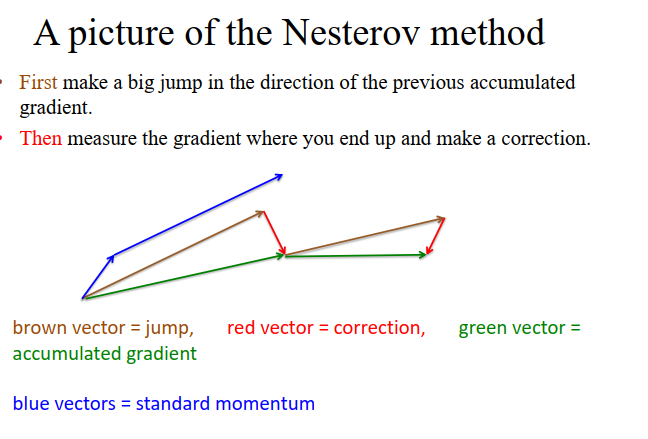 A picture of the Nesterov method
• First make a big jump in the direction of the previous accumulated
gradient.
• Then measure the gradient where you end up and make a correction.
brown vector = jump, red vector = correction, green vector =
accumulated gradient
blue vectors = standard momentum